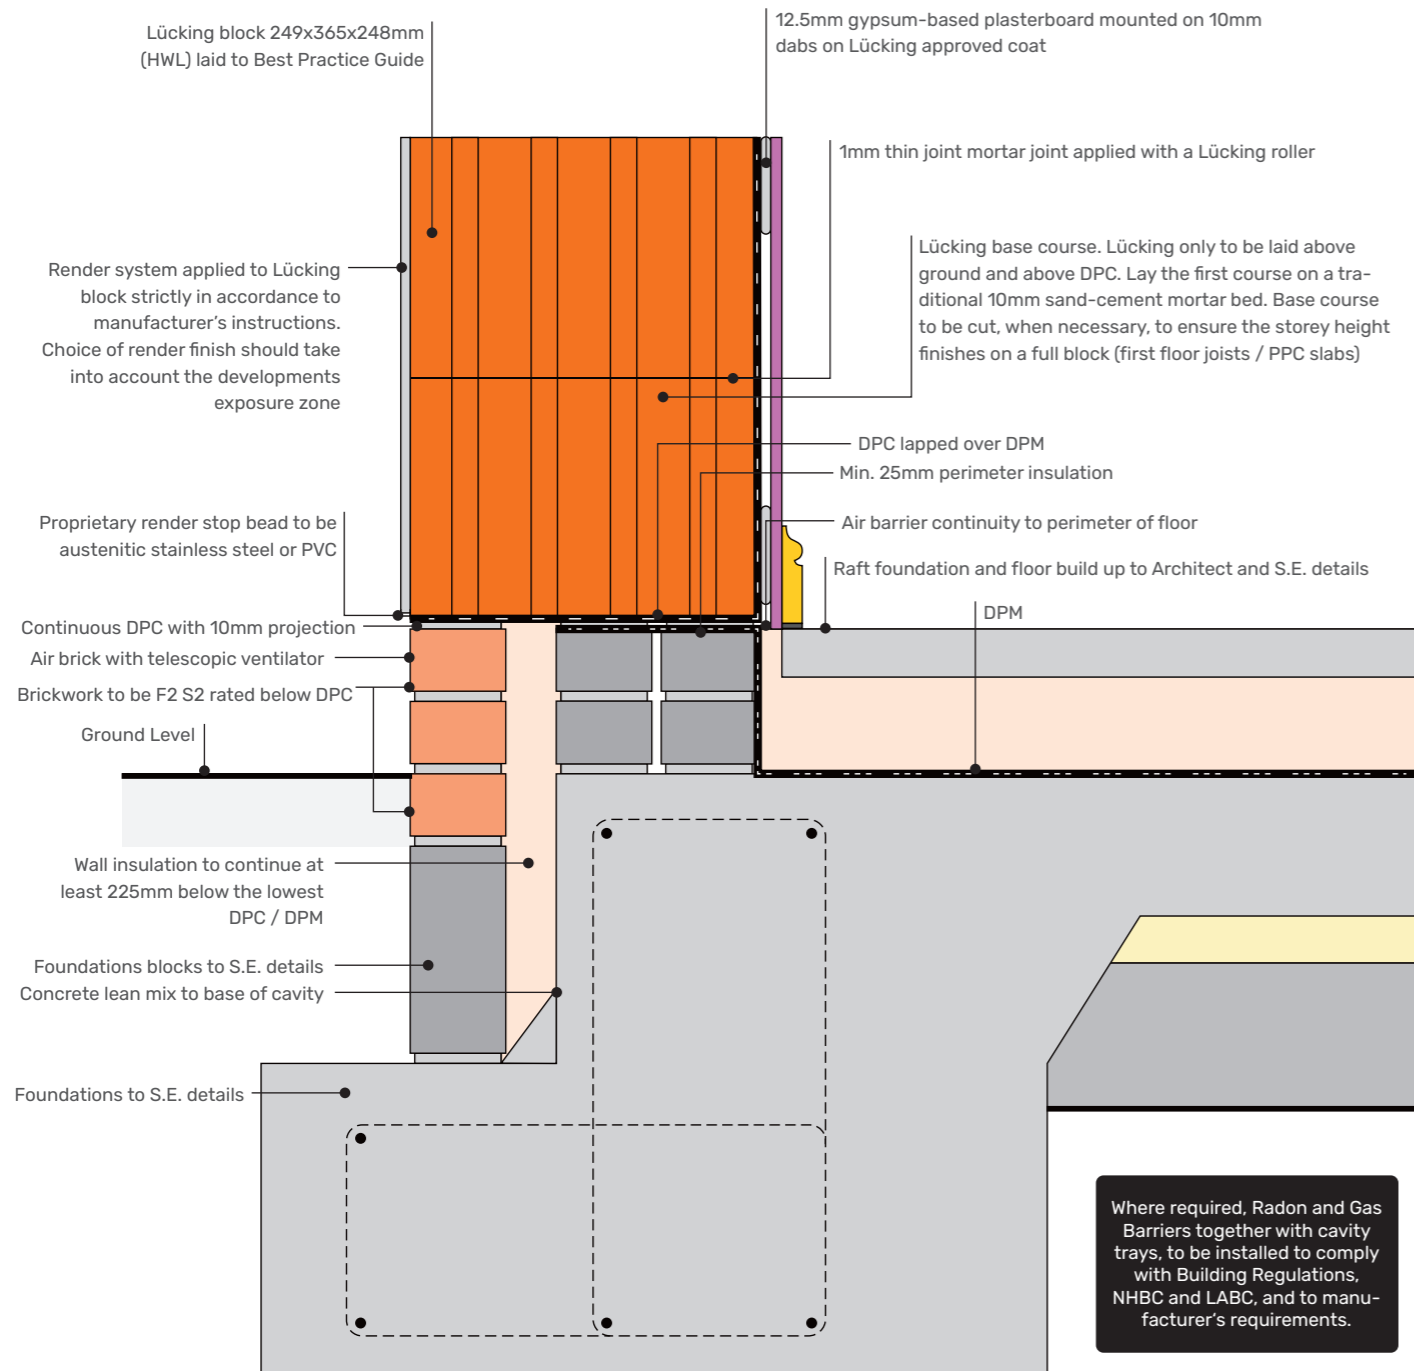 Lücking block 249x365x248mm
(HWL) laid to Best Practice Guide
12.5mm gypsum-based plasterboard mounted on 10mm
dabs on Lücking approved coat
1mm thin joint mortar joint applied with a Lücking roller
Render system applied to Lücking
block strictly in accordance to
manufacturer's instructions.
Choice of render finish should take
into account the developments
exposure zone
Lücking base course. Lücking only to be laid above
ground and above DPC. Lay the first course on a tra-
ditional 10mm sand-cement mortar bed. Base course
to be cut, when necessary, to ensure the storey height
finishes on a full block (first floor joists / PPC slabs)
DPC lapped over DPM
Min. 25mm perimeter insulation
Proprietary render stop bead to be
austenitic stainless steel or PVC
Air barrier continuity to perimeter of floor
Raft foundation and floor build up to Architect and S.E. details
DPM
Continuous DPC with 10mm projection
Air brick with telescopic ventilator
Brickwork to be F2 S2 rated below DPC
Ground Level
Wall insulation to continue at
least 225mm below the lowest
DPC / DPM
Foundations blocks to S.E. details
Concrete lean mix to base of cavity
Foundations to S.E. details
Where required, Radon and Gas
Barriers together with cavity
trays, to be installed to comply
with Building Regulations,
NHBC and LABC, and to manu-
facturer's requirements.